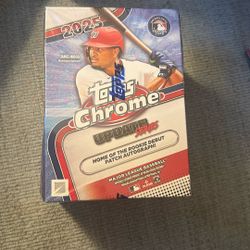 2025
topps
Chrome
UPDATE
SERIES
HOME OF THE ROOKIE DEBUT
PATCH AUTOGRAPH!
MAJOR LEAGUE BASEBALL